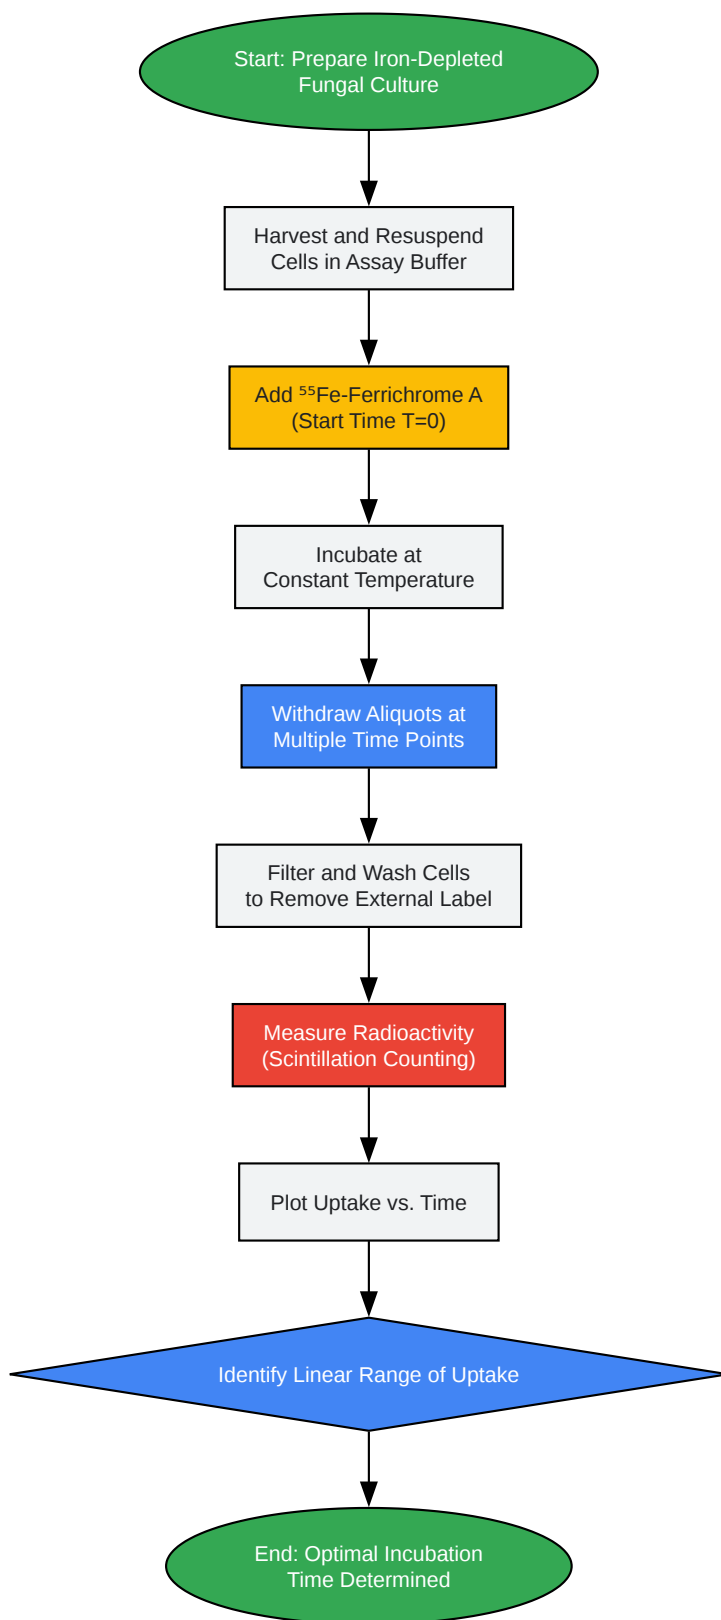 Start: Prepare Iron-Depleted
Fungal Culture
Harvest and Resuspend
Cells in Assay Buffer
Add ⁵⁵Fe-Ferrichrome A
(Start Time T=0)
Incubate at
Constant Temperature
Withdraw Aliquots at
Multiple Time Points
Filter and Wash Cells
to Remove External Label
Measure Radioactivity
(Scintillation Counting)
Plot Uptake vs. Time
Identify Linear Range of Uptake
End: Optimal Incubation
Time Determined